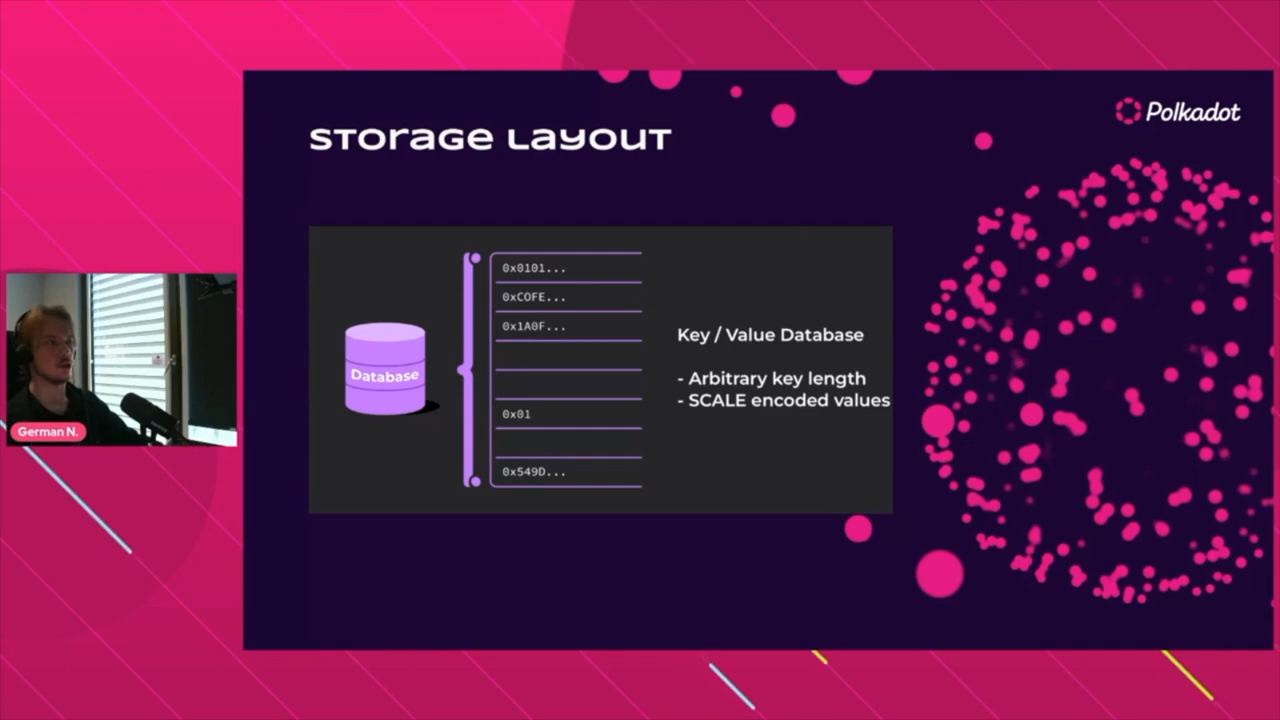 Polkadot
Storage Layout
0x0101...
0xC0FE...
0x1A0F...
Database
0x01
0x549D...
Key / Value Database
- Arbitrary key length
- SCALE encoded values
German N.